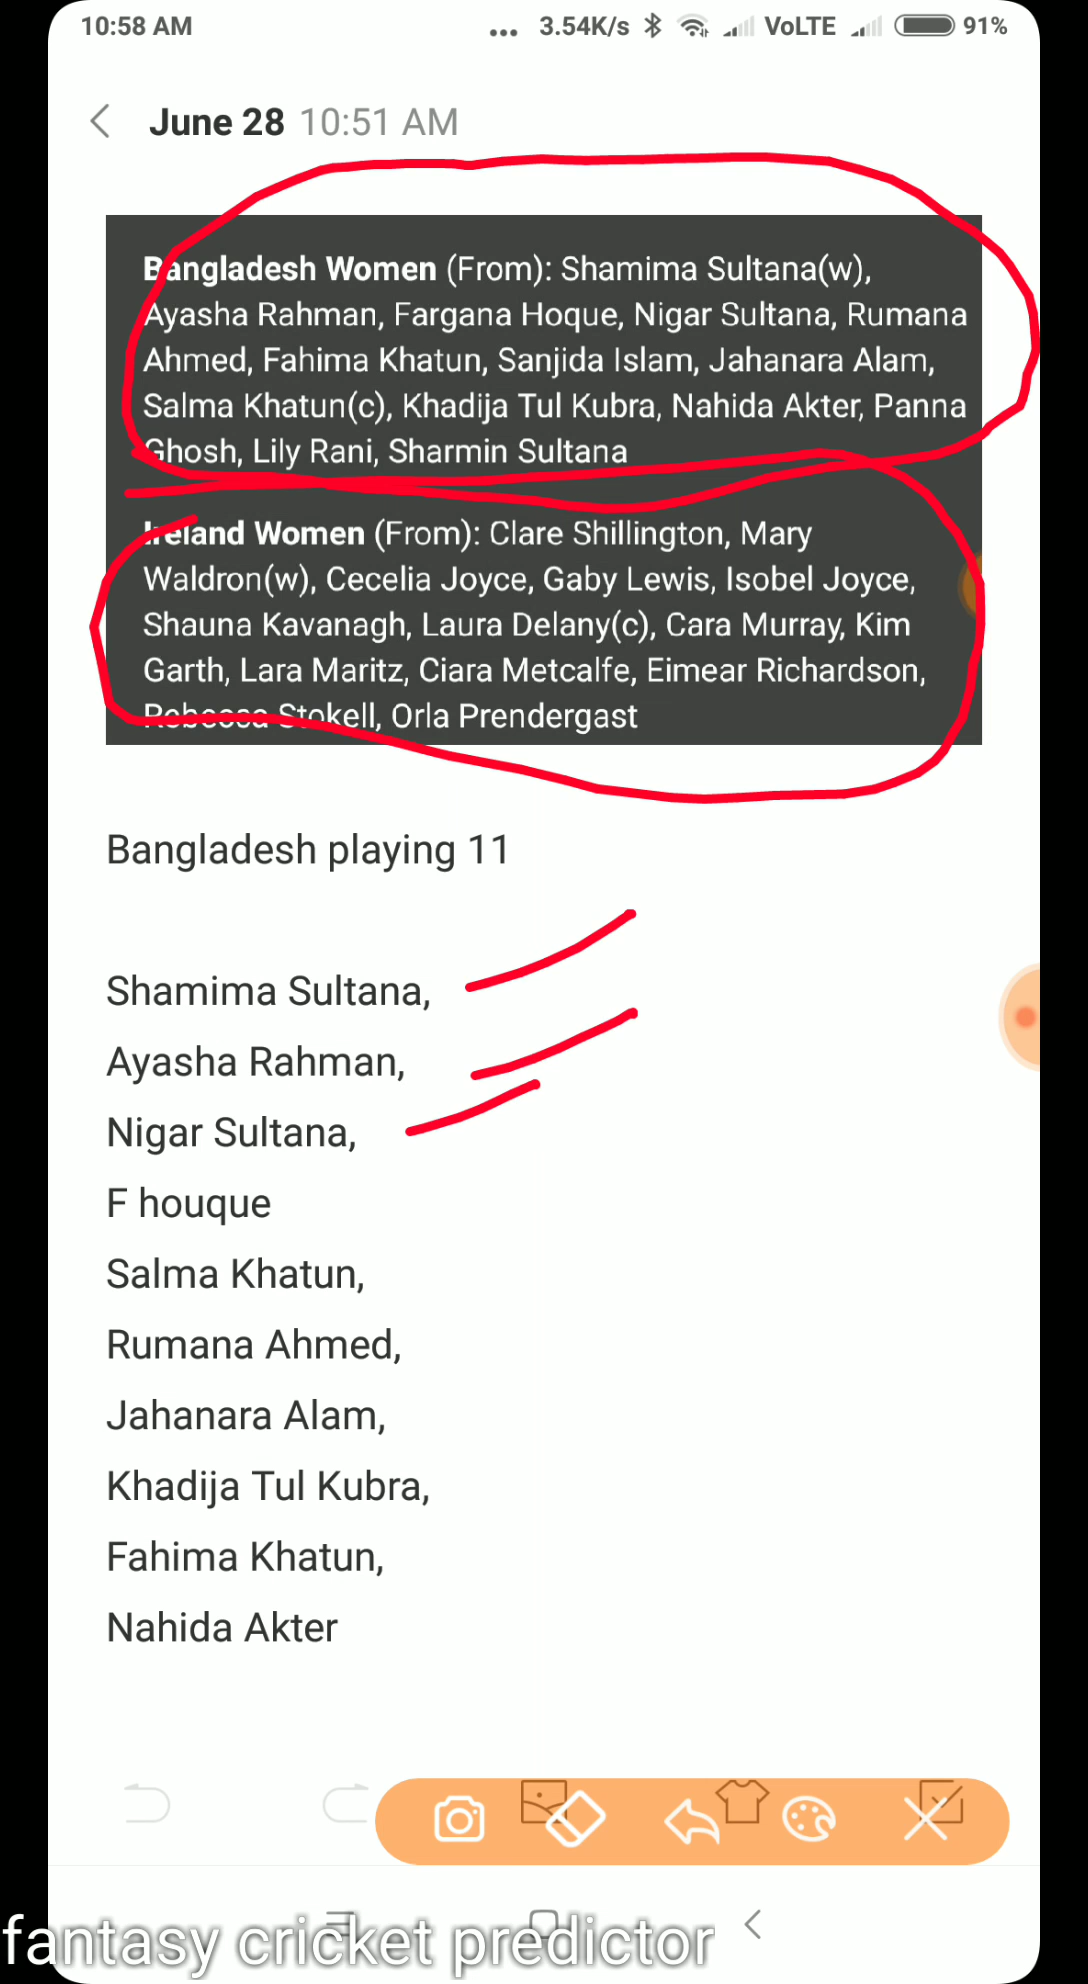 10:58 AM ... 3.54K/s VoLTE 91%
June 28 10:51 AM
Bangladesh Women (From): Shamima Sultana(w),
Ayasha Rahman, Fargana Hoque, Nigar Sultana, Rumana
Ahmed, Fahima Khatun, Sanjida Islam, Jahanara Alam,
Salma Khatun(c), Khadija Tul Kubra, Nahida Akter, Panna
Ghosh, Lily Rani, Sharmin Sultana
Ireland Women (From): Clare Shillington, Mary
Waldron(w), Cecelia Joyce, Gaby Lewis, Isobel Joyce,
Shauna Kavanagh, Laura Delany(c), Cara Murray, Kim
Garth, Lara Maritz, Ciara Metcalfe, Eimear Richardson,
Rebecca Stokell, Orla Prendergast
Bangladesh playing 11
Shamima Sultana,
Ayasha Rahman,
Nigar Sultana,
F houque
Salma Khatun,
Rumana Ahmed,
Jahanara Alam,
Khadija Tul Kubra,
Fahima Khatun,
Nahida Akter
fantasy cricket predictor